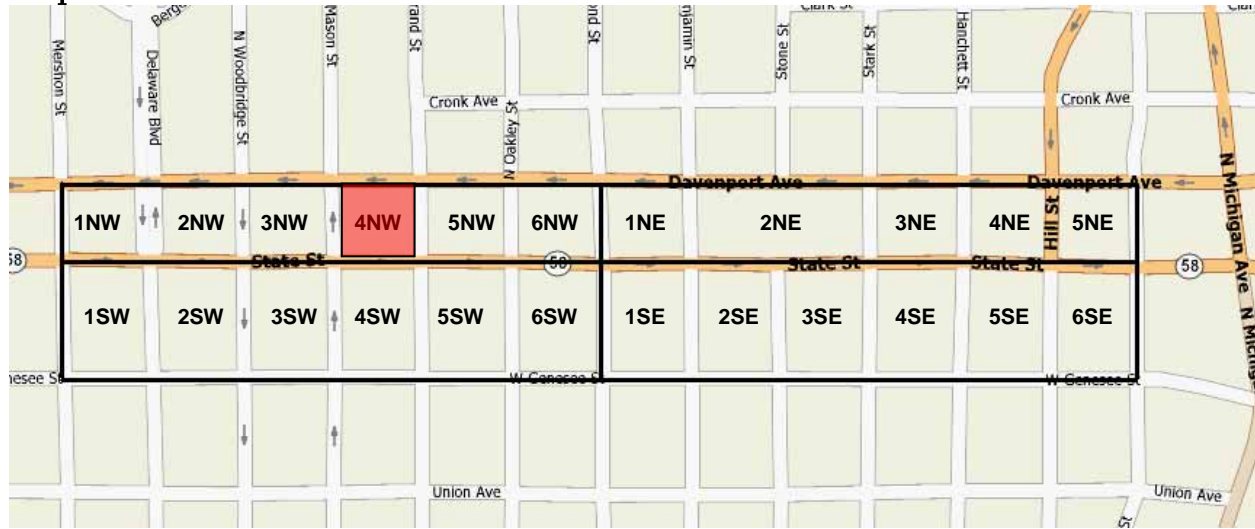 Mershon St
Delaware Blvd
N Woodbridge St
Mason St
N Oakley St
Stone St
Stark St
Hanchett St
Cronk Ave
Cronk Ave
Hill St
N Michigan Ave
Davenport Ave
Davenport Ave
1NW 2NW 3NW 4NW 5NW 6NW 1NE 2NE 3NE 4NE 5NE
58 State St State St State St 58
1SW 2SW 3SW 4SW 5SW 6SW 1SE 2SE 3SE 4SE 5SE 6SE
W Genesee St W Genesee St
Union Ave
Union Ave